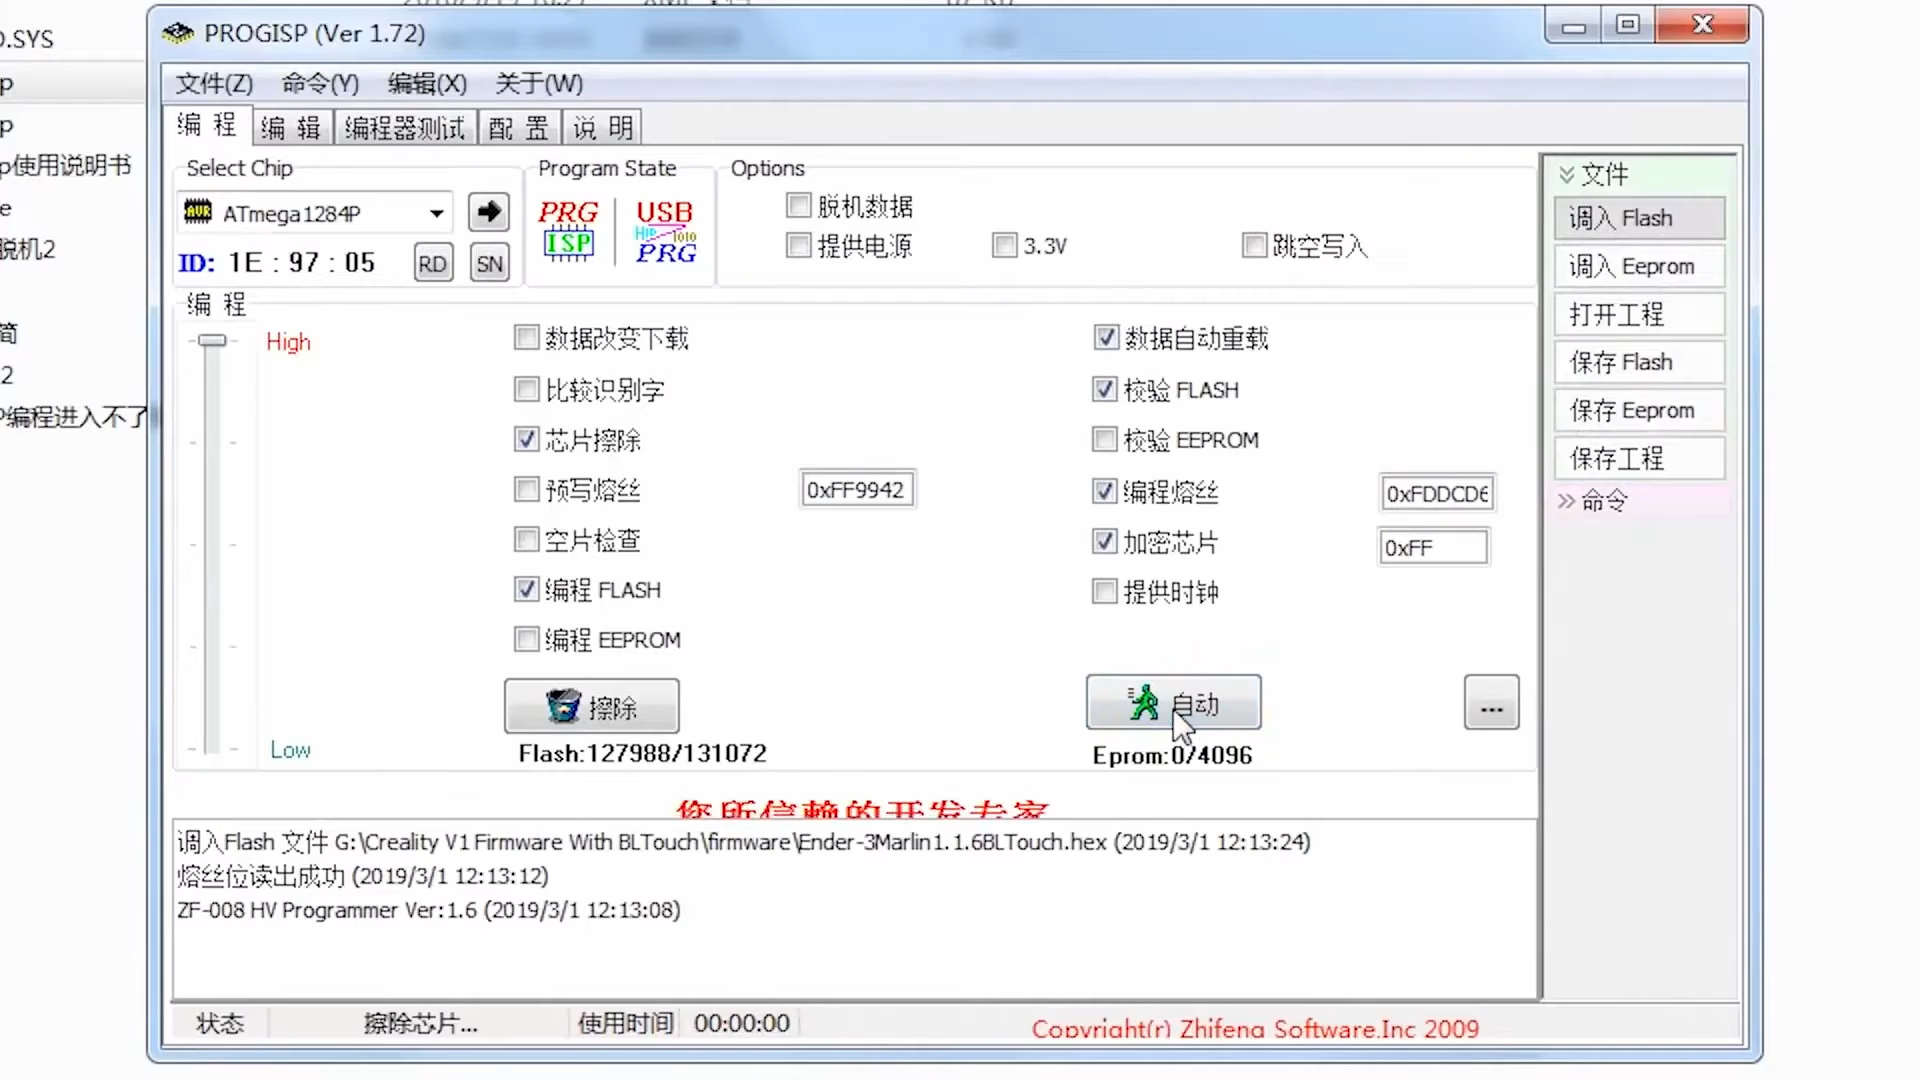 D.SYS
p
p
p使用说明书
e
脱机2
简
2
P编程进入不了
PROGISP (Ver 1.72)
文件(Z) 命令(Y) 编辑(X) 关于(W)
编 程 编 辑 编程器测试 配 置 说 明
Select Chip
ATmega1284P
ID: 1E : 97 : 05 RD SN
Program State
PRG ISP
USB PRG
Options
脱机数据
提供电源 3.3V 跳空写入
编 程
High
Low
数据改变下载
比较识别字
芯片擦除
预写熔丝 0xFF9942
空片检查
编程 FLASH
编程 EEPROM
擦除
Flash:127988/131072
数据自动重载
校验 FLASH
校验 EEPROM
编程熔丝 0xFDDCD6
加密芯片 0xFF
提供时钟
自动 ...
Eprom:0/4096
文件
调入 Flash
调入 Eeprom
打开工程
保存 Flash
保存 Eeprom
保存工程
命令
您所信赖的开发专家
调入Flash 文件 G:\Creality V1 Firmware With BLTouch\firmware\Ender-3Marlin1.1.6BLTouch.hex (2019/3/1 12:13:24)
熔丝位读出成功 (2019/3/1 12:13:12)
ZF-008 HV Programmer Ver:1.6 (2019/3/1 12:13:08)
状态 擦除芯片... 使用时间 00:00:00 Copyright(r) Zhifeng Software.Inc 2009